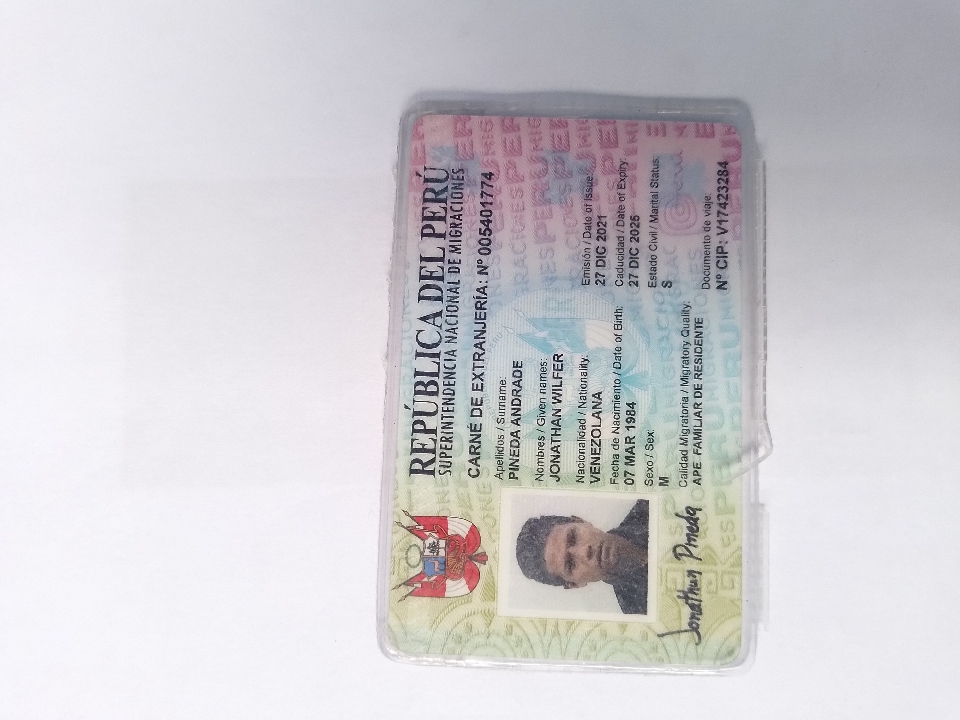 REPÚBLICA DEL PERÚ
SUPERINTENDENCIA NACIONAL DE MIGRACIONES
CARNÉ DE EXTRANJERÍA: Nº 005401774
Apellidos / Surname:
PINEDA ANDRADE
Nombres / Given names:
JONATHAN WILFER
Nacionalidad / Nationality:
VENEZOLANA
Fecha de Nacimiento / Date of Birth:
07 MAR 1984
Sexo / Sex:
M
Calidad Migratoria / Migratory Quality:
APE. FAMILIAR DE RESIDENTE
Emisión / Date of Issue:
27 DIC 2021
Caducidad / Date of Expiry:
27 DIC 2025
Estado Civil / Marital Status:
S
Documento de viaje:
Nº CIP: V17423284
Jonathan Pineda